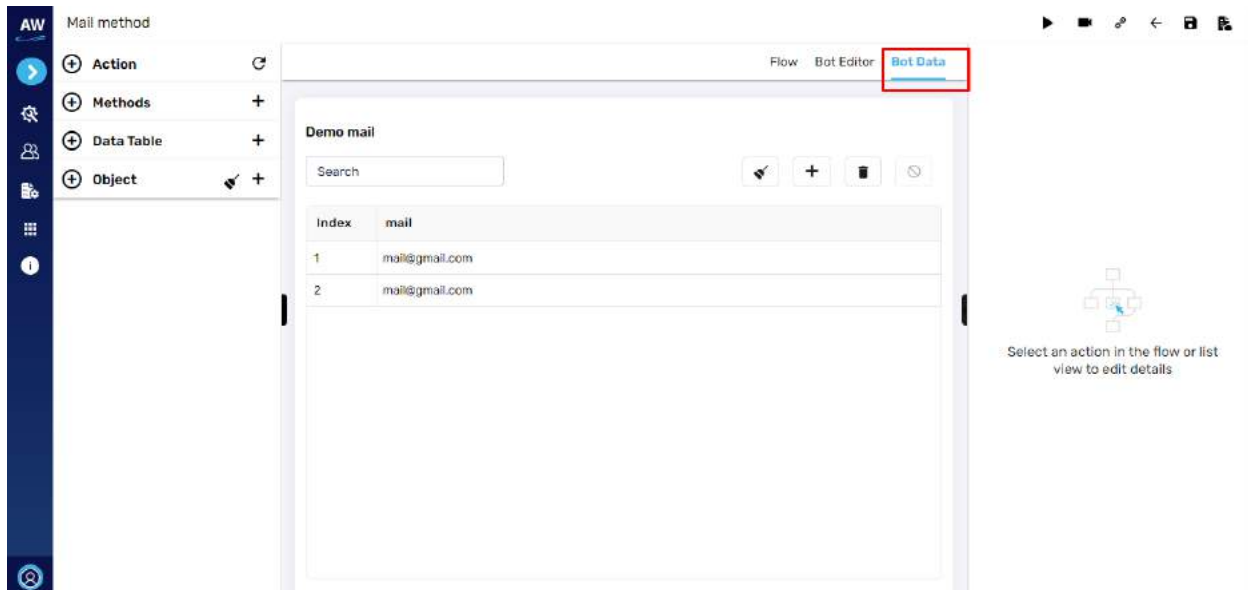 AW
Mail method
Action
Methods
Data Table
Object
Flow Bot Editor Bot Data
Demo mail
Search
Index mail
1 mail@gmail.com
2 mail@gmail.com
Select an action in the flow or list
view to edit details